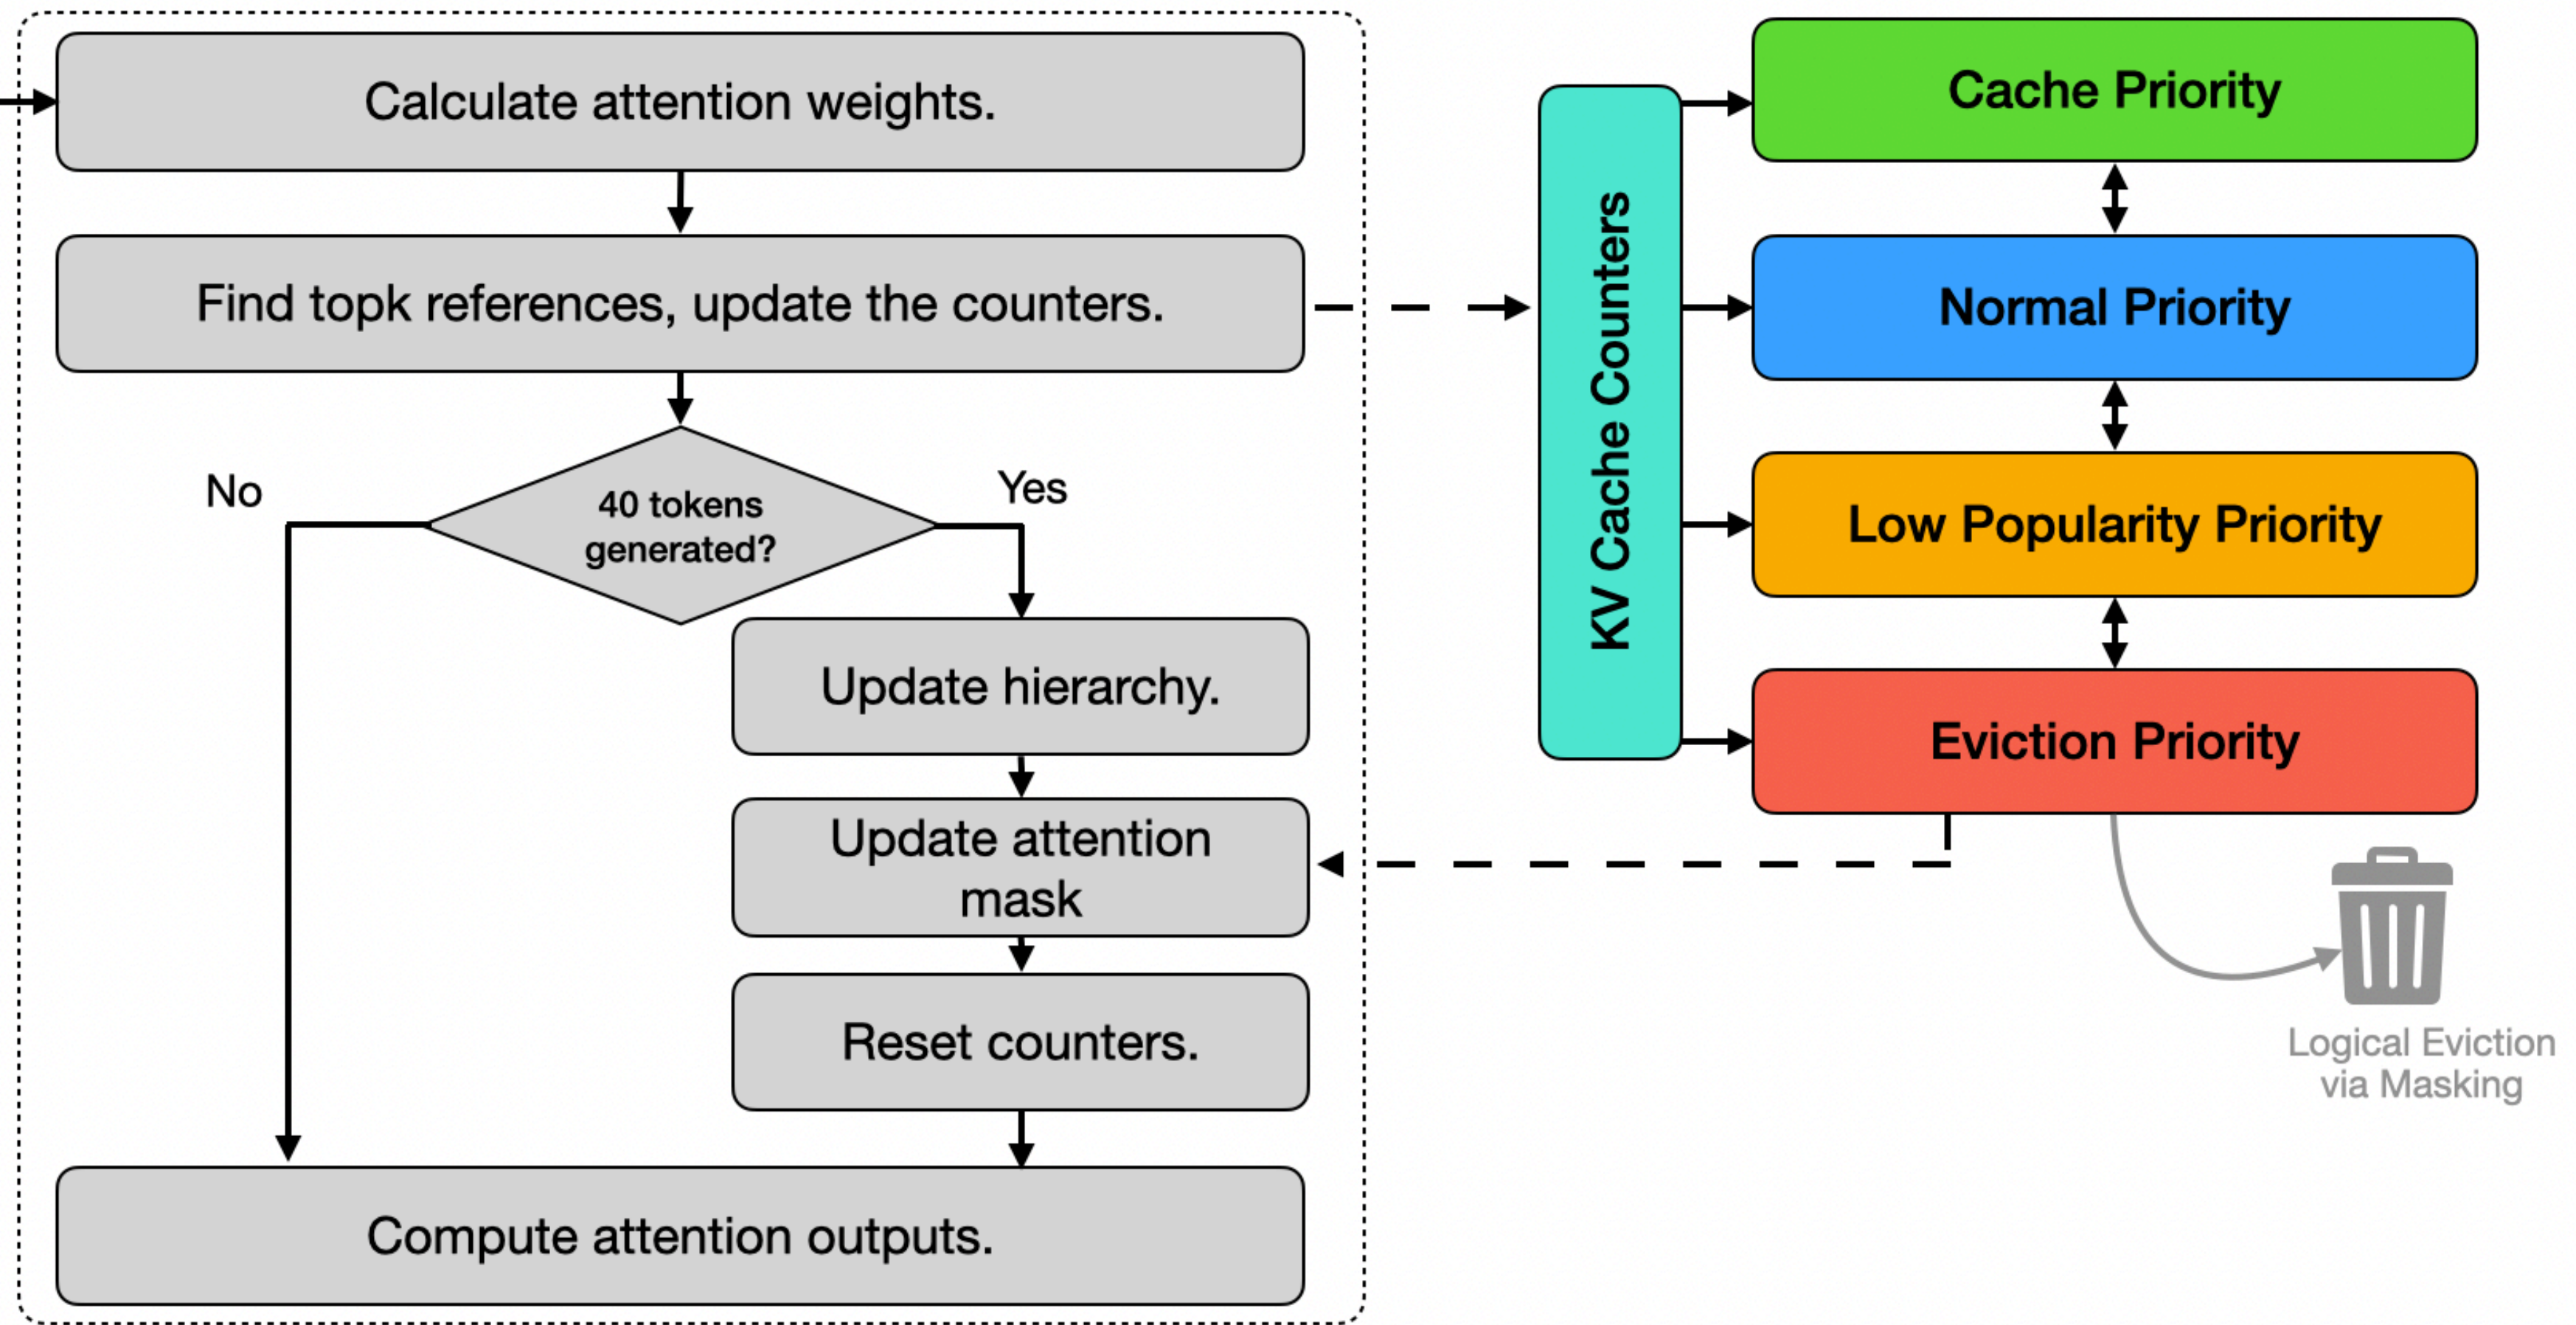 Calculate attention weights.
Find topk references, update the counters.
40 tokens
generated?
No
Yes
Update hierarchy.
Update attention
mask
Reset counters.
Compute attention outputs.
KV Cache Counters
Cache Priority
Normal Priority
Low Popularity Priority
Eviction Priority
Logical Eviction
via Masking